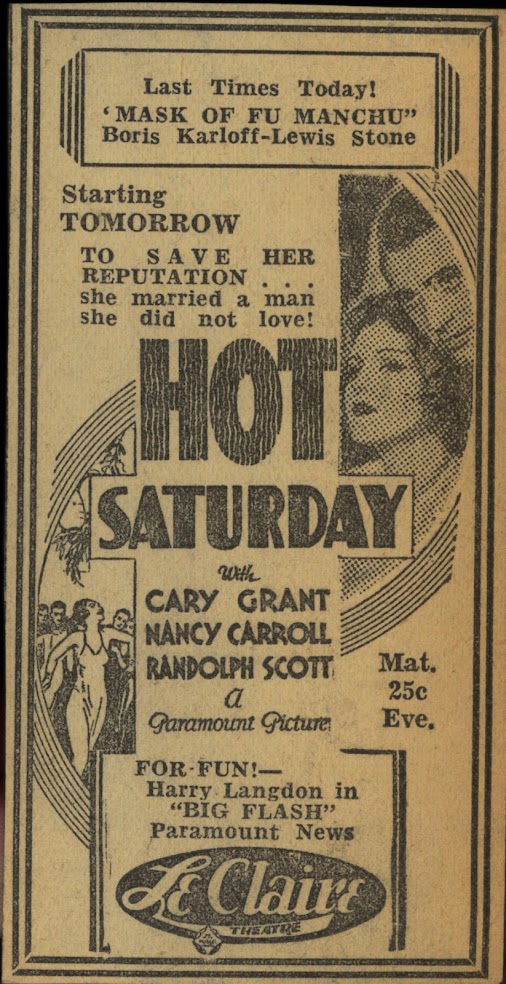 Last Times Today!
‘MASK OF FU MANCHU”
Boris Karloff-Lewis Stone
Starting
TOMORROW
TO SAVE HER
REPUTATION . . .
she married a man
she did not love!
HOT
SATURDAY
With
CARY GRANT
NANCY CARROLL
RANDOLPH SCOTT
A
Paramount Picture
Mat.
25c
Eve.
FOR FUN!—
Harry Langdon in
“BIG FLASH”
Paramount News
Le Claire
THEATRE